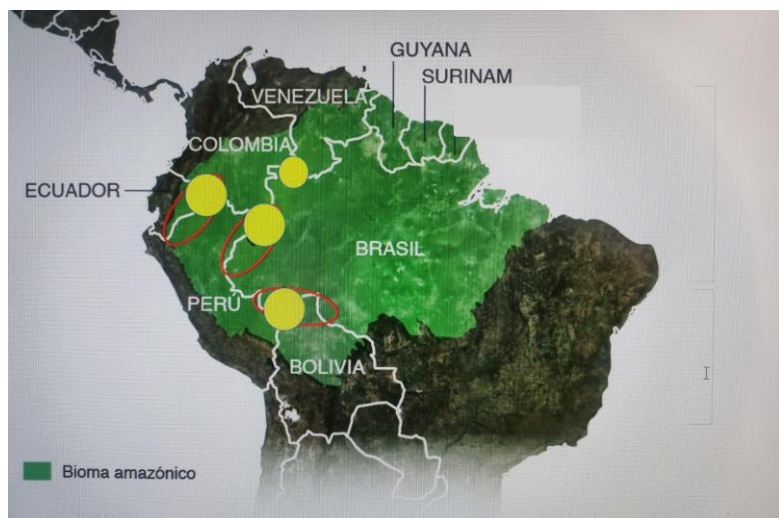 GUYANA
SURINAM
VENEZUELA
COLOMBIA
ECUADOR
BRASIL
PERÚ
BOLIVIA
Bioma amazónico